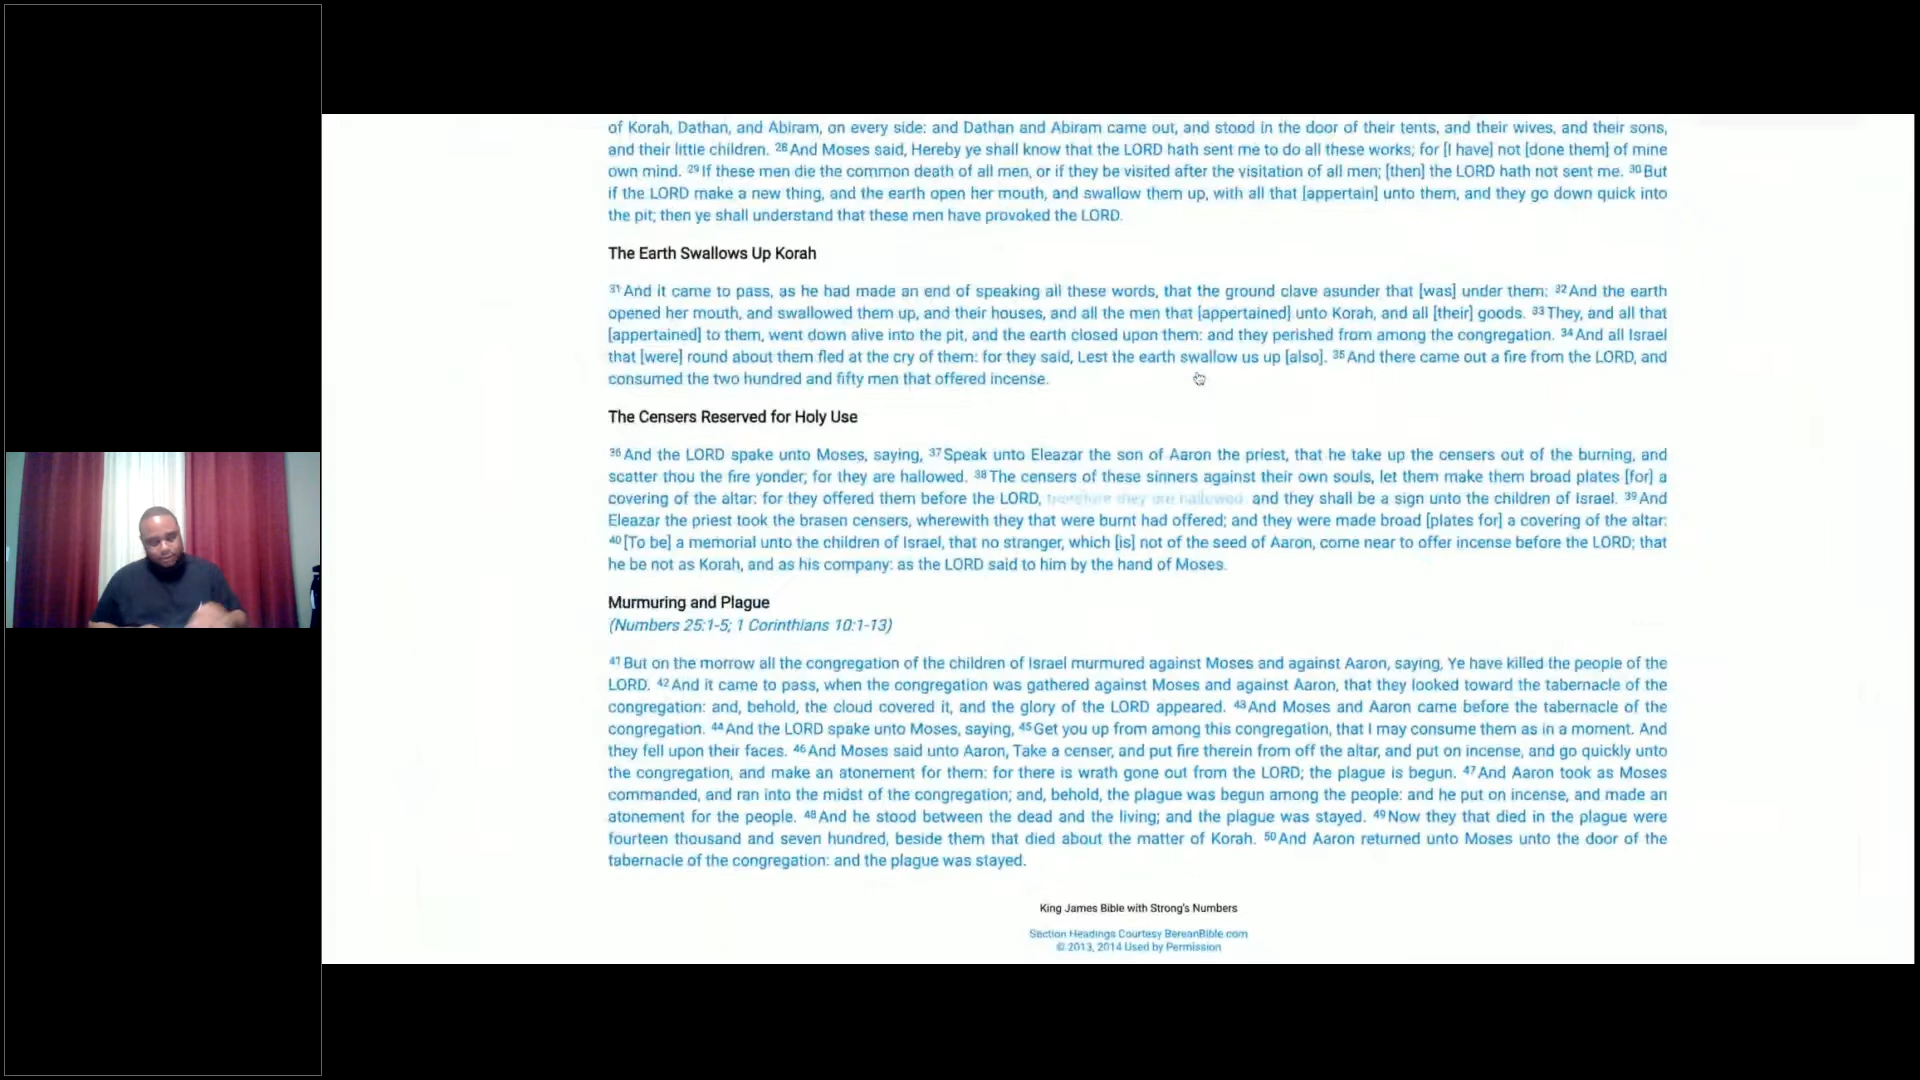 of Korah, Dathan, and Abiram, on every side: and Dathan and Abiram came out, and stood in the door of their tents, and their wives, and their sons,
and their little children. 28 And Moses said, Hereby ye shall know that the LORD hath sent me to do all these works; for [I have] not [done them] of mine
own mind. 29 If these men die the common death of all men, or if they be visited after the visitation of all men; [then] the LORD hath not sent me. 30 But
if the LORD make a new thing, and the earth open her mouth, and swallow them up, with all that [appertain] unto them, and they go down quick into
the pit; then ye shall understand that these men have provoked the LORD.
The Earth Swallows Up Korah
31 And it came to pass, as he had made an end of speaking all these words, that the ground clave asunder that [was] under them: 32 And the earth
opened her mouth, and swallowed them up, and their houses, and all the men that [appertained] unto Korah, and all [their] goods. 33 They, and all that
[appertained] to them, went down alive into the pit, and the earth closed upon them: and they perished from among the congregation. 34 And all Israel
that [were] round about them fled at the cry of them: for they said, Lest the earth swallow us up [also]. 35 And there came out a fire from the LORD, and
consumed the two hundred and fifty men that offered incense.
The Censers Reserved for Holy Use
36 And the LORD spake unto Moses, saying, 37 Speak unto Eleazar the son of Aaron the priest, that he take up the censers out of the burning, and
scatter thou the fire yonder; for they are hallowed. 38 The censers of these sinners against their own souls, let them make them broad plates [for] a
covering of the altar: for they offered them before the LORD, therefore they are hallowed: and they shall be a sign unto the children of Israel. 39 And
Eleazar the priest took the brasen censers, wherewith they that were burnt had offered; and they were made broad [plates for] a covering of the altar:
40 [To be] a memorial unto the children of Israel, that no stranger, which [is] not of the seed of Aaron, come near to offer incense before the LORD; that
he be not as Korah, and as his company: as the LORD said to him by the hand of Moses.
Murmuring and Plague
(Numbers 25:1-5; 1 Corinthians 10:1-13)
41 But on the morrow all the congregation of the children of Israel murmured against Moses and against Aaron, saying, Ye have killed the people of the
LORD. 42 And it came to pass, when the congregation was gathered against Moses and against Aaron, that they looked toward the tabernacle of the
congregation: and, behold, the cloud covered it, and the glory of the LORD appeared. 43 And Moses and Aaron came before the tabernacle of the
congregation. 44 And the LORD spake unto Moses, saying, 45 Get you up from among this congregation, that I may consume them as in a moment. And
they fell upon their faces. 46 And Moses said unto Aaron, Take a censer, and put fire therein from off the altar, and put on incense, and go quickly unto
the congregation, and make an atonement for them: for there is wrath gone out from the LORD; the plague is begun. 47 And Aaron took as Moses
commanded, and ran into the midst of the congregation; and, behold, the plague was begun among the people: and he put on incense, and made an
atonement for the people. 48 And he stood between the dead and the living; and the plague was stayed. 49 Now they that died in the plague were
fourteen thousand and seven hundred, beside them that died about the matter of Korah. 50 And Aaron returned unto Moses unto the door of the
tabernacle of the congregation: and the plague was stayed.
King James Bible with Strong's Numbers
Section Headings Courtesy BereanBible.com
© 2013, 2014 Used by Permission